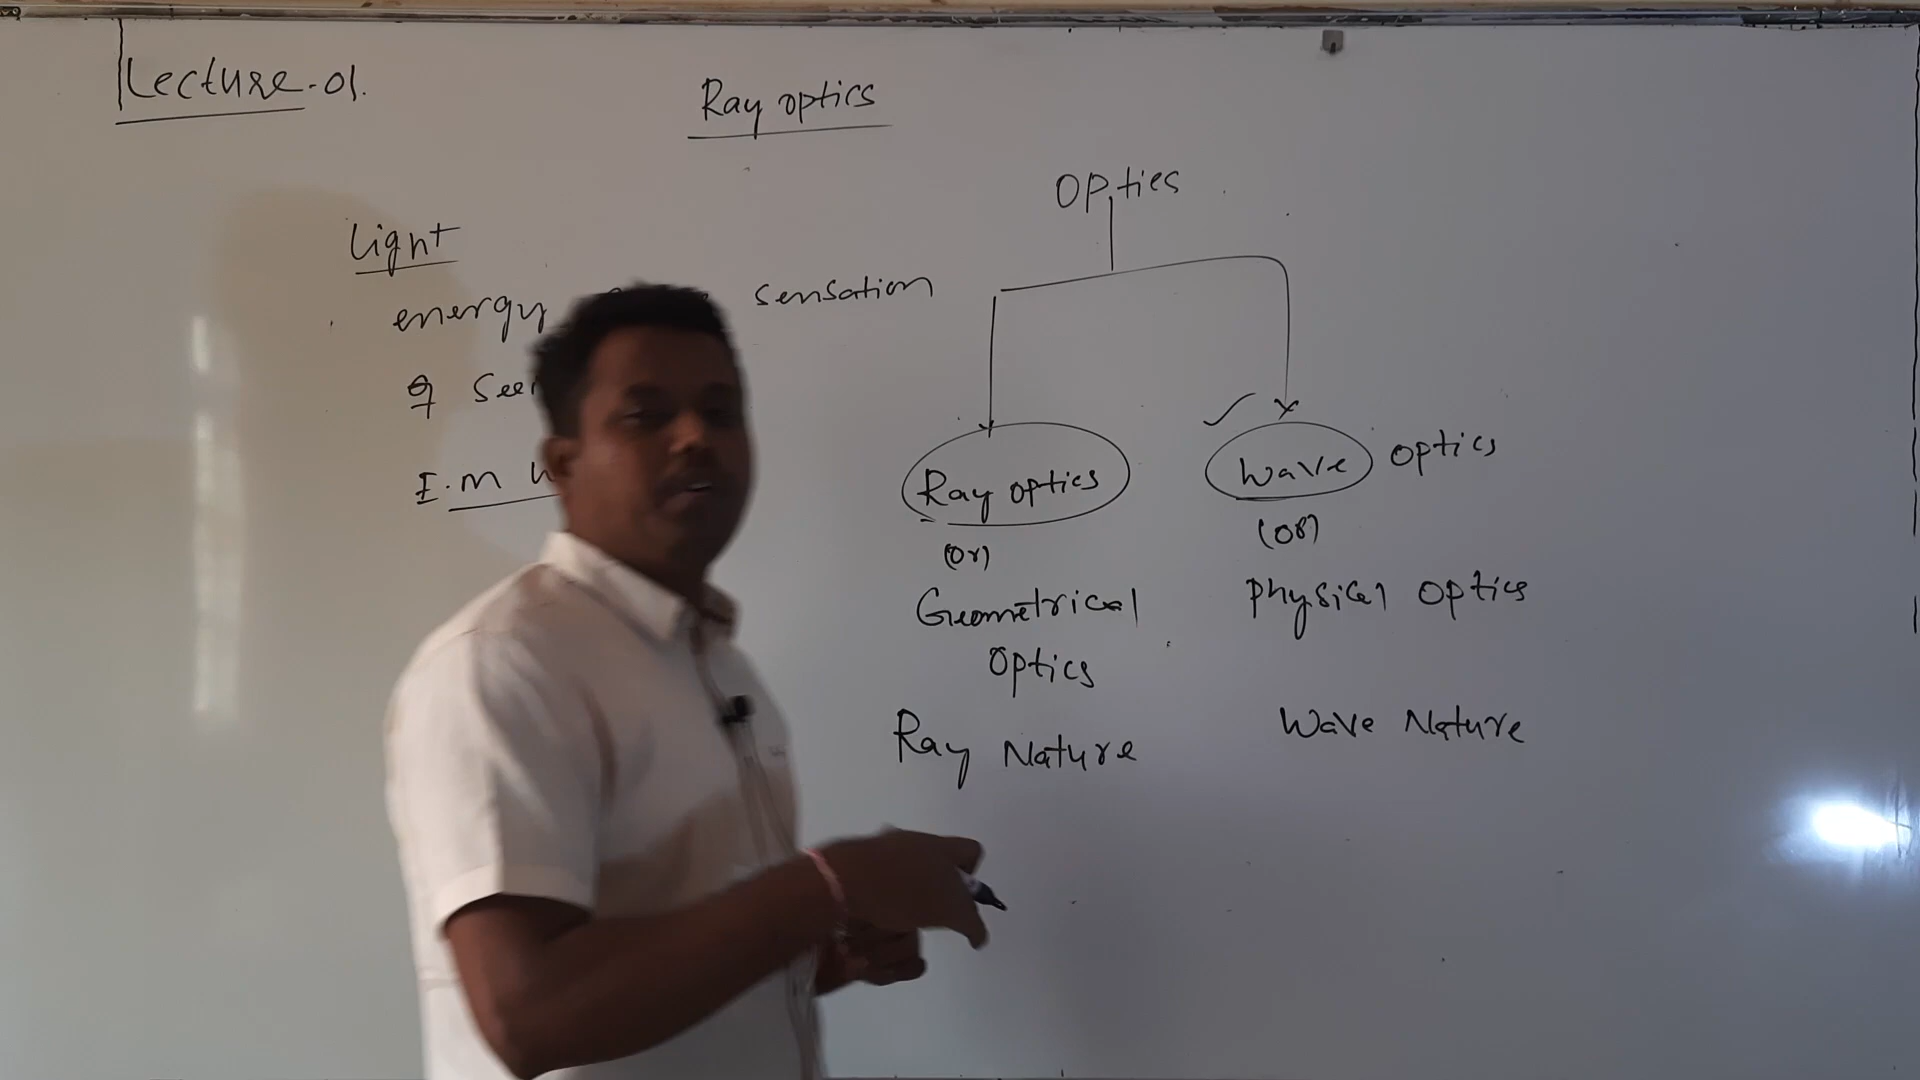 Lecture-01.
Ray optics
Light
energy sensation
of
E.m
Optics
Ray optics
(or)
Geometrical
Optics
Ray Nature
Wave optics
(or)
Physical Optics
Wave Nature